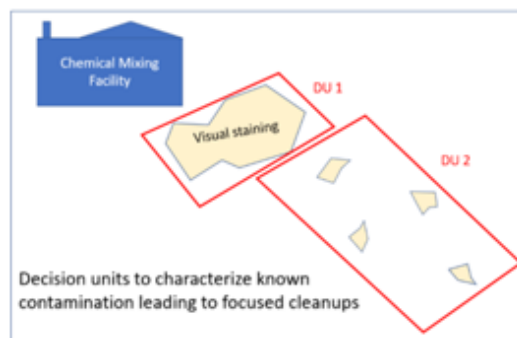 Chemical Mixing
Facility
DU 1
Visual staining
DU 2
Decision units to characterize known
contamination leading to focused cleanups